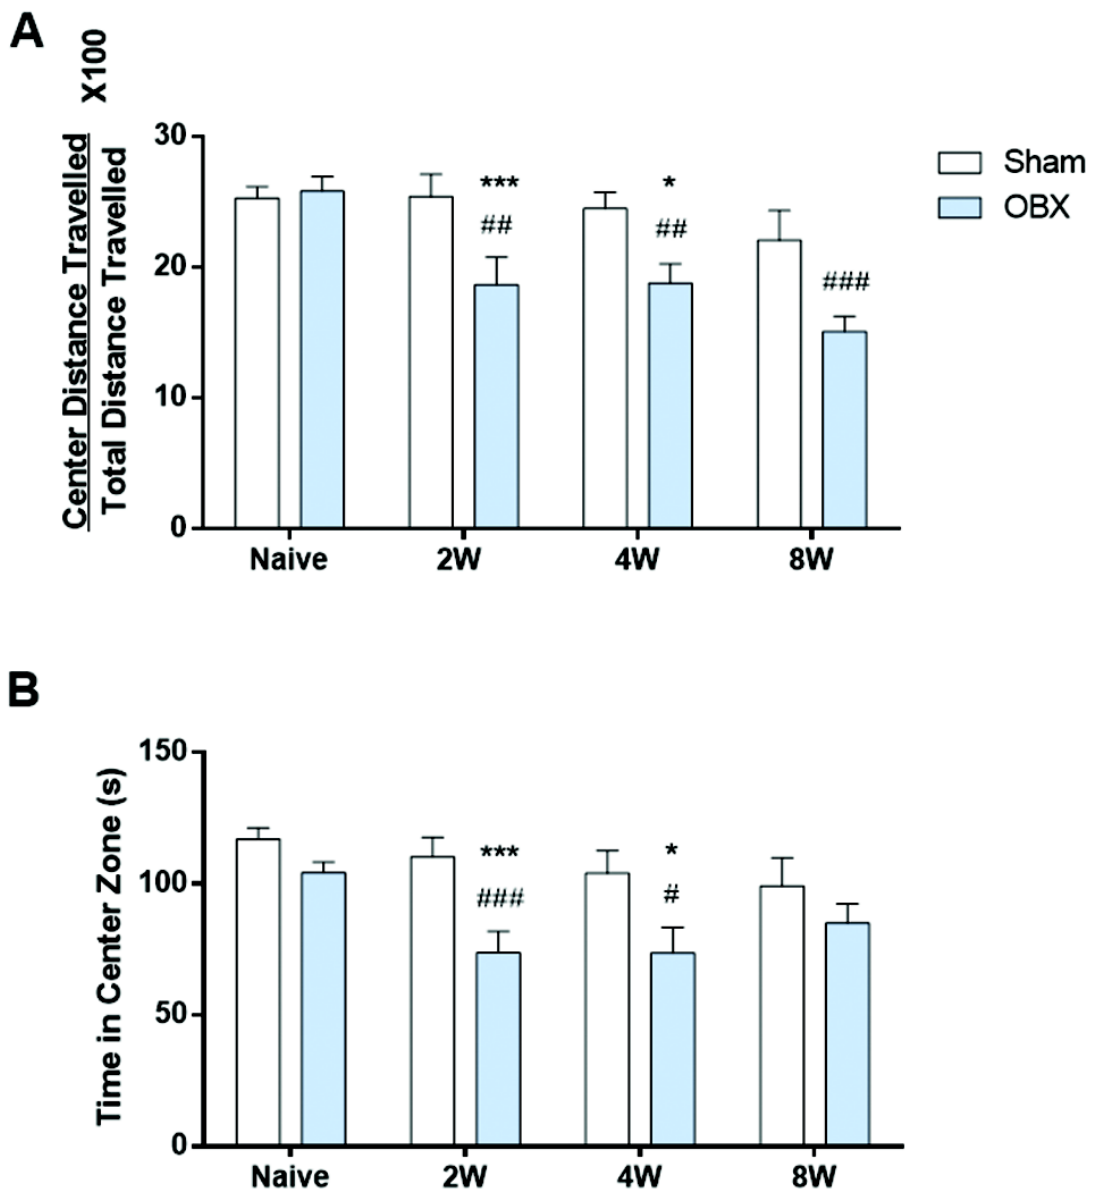 A
X100
Center Distance Travelled
Total Distance Travelled
30
20
10
0
***
##
*
##
###
Naive 2W 4W 8W
Sham
OBX
B
Time in Center Zone (s)
150
100
50
0
***
###
*
#
Naive 2W 4W 8W